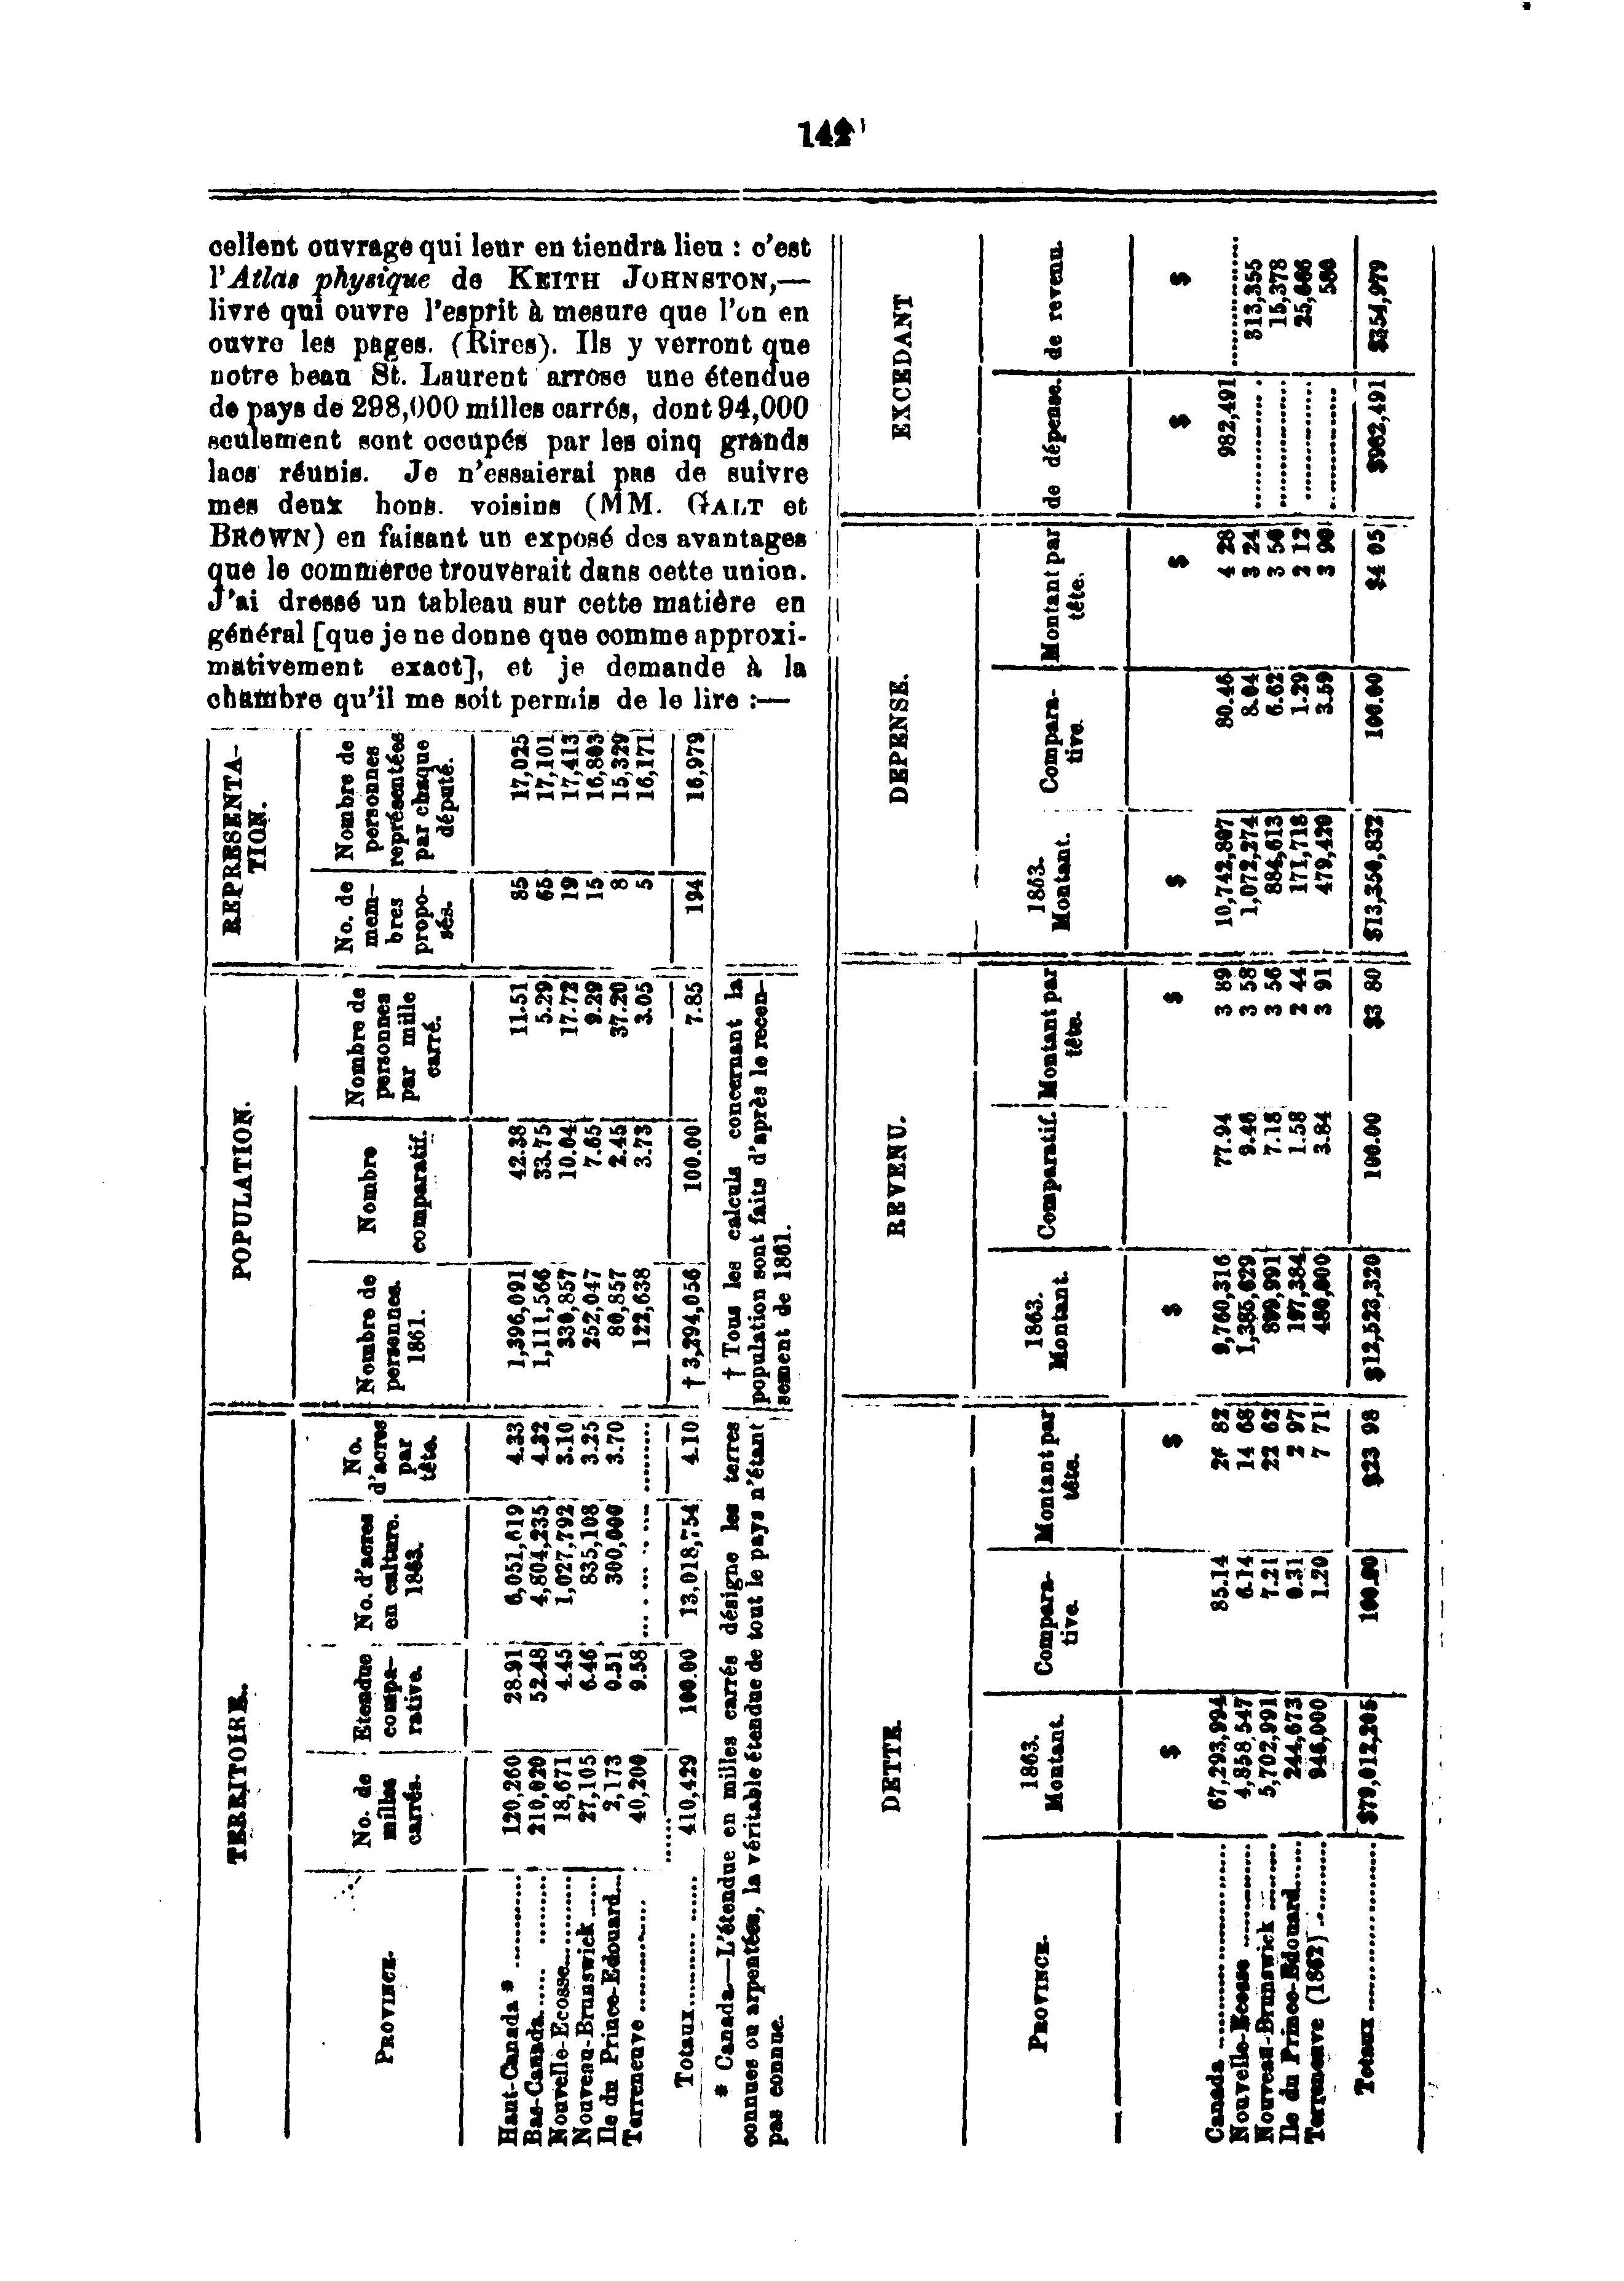 142
cellent ouvrage qui leur en tiendra lieu : c'est
l'Atlas physique de KEITH JOHNSTON,—
livre qui ouvre l'esprit à mesure que l'on en
ouvre les pages. (Rires). Ils y verront que
notre beau St. Laurent arrose une étendue
de pays de 298,000 milles carrés, dont 94,000
seulement sont occupés par les cinq grands
lacs réunis. Je n'essaierai pas de suivre
mes deux hons. voisins (MM. GALT et
BROWN) en faisant un exposé des avantages
que le commerce trouverait dans cette union.
J'ai dressé un tableau sur cette matière en
général [que je ne donne que comme approxi-
mativement exact], et je demande à la
chambre qu'il me soit permis de le lire :—
TERRITOIRE. POPULATION. REPRESENTA-
TION.
PROVINCE. No. de milles carrés. Etendue compa- rative. No. d'acres en culture. 1863. No. d'acres par tête. Nombre de personnes. 1861. Nombre comparatif. Nombre de personnes par mille carré. No. de mem- bres propo- sés. Nombre de personnes représentées par chaque député.
Haut-Canada * .......... 120,260 28.91 6,051,619 4.33 1,396,091 42.38 11.51 85 17,025
Bas-Canada...... .......... 210,020 52.48 4,804,235 4.32 1,111,566 33.75 5.29 65 17,101
Nouvelle-Ecosse........... 18,671 4.45 1,027,792 3.10 330,857 10.04 17.72 19 17,413
Nouveau-Brunswick ...... 27,105 6.46 835,108 3.25 252,047 7.65 9.29 15 16,803
Ile du Prince-Edouard... 2,173 0.51 300,000 3.70 80,857 2.45 37.20 8 15,329
Terreneuve ............... 40,200 9.58 .......... .......... 122,638 3.73 3.05 5 16,171
Totaux.......... ...... 410,429 100.00 13,018,754 4.10 † 3,294,056 100.00 7.85 194 16,979
* Canada—L'étendue en milles carrés désigne les terres
connues ou arpentées, la véritable étendue de tout le pays n'étant
pas connue.
† Tous les calculs concernant la
population sont faits d'après le recen-
sement de 1861.
DETTE. REVENU. DEPENSE. EXCEDANT
PROVINCE. 1863. Montant. Compara- tive. Montant par tête. 1863. Montant. Comparatif. Montant par tête. 1863. Montant. Compara- tive. Montant par tête. de dépense. de revenu.
$ $ $ $ $ $ $ $
Canada .................... 67,293,994 85.14 82 9,760,316 77.94 3 89 10,742,807 80.46 4 28 982,491 ..........
Nouvelle-Ecosse .......... 4,858,547 6.14 14 68 1,385,629 9.46 3 58 1,072,274 8.04 3 24 .......... 313,355
Nouveau-Brunswick ...... 5,702,991 7.21 22 62 899,991 7.18 3 56 884,613 6.62 3 50 .......... 15,378
Ile du Prince-Edouard...... 244,673 0.31 2 97 197,384 1.58 2 44 171,718 1.29 2 12 .......... 25,666
Terreneuve (1862) .......... 946,000 1.20 7 71 480,000 3.84 3 91 479,420 3.59 3 90 .......... 580
Totaux .................... $79,012,205 100.00 $23 98 $12,523,320 100.00 $3 80 $13,350,832 100.00 $4 05 $982,491 $354,979